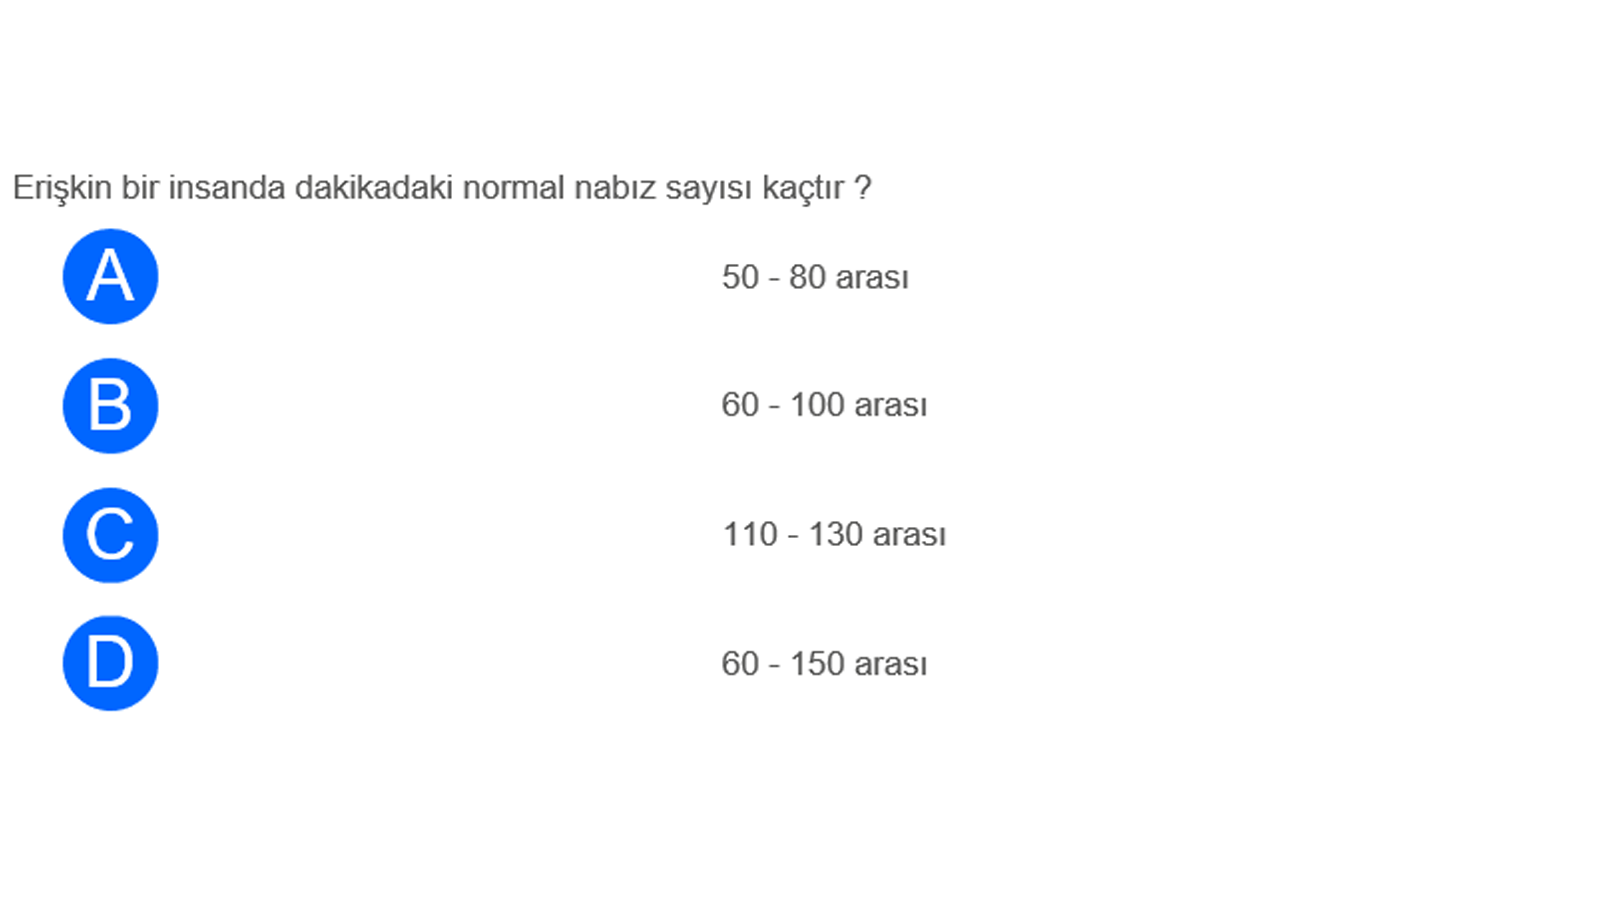 Erişkin bir insanda dakikadaki normal nabız sayısı kaçtır ?
A 50 - 80 arası
B 60 - 100 arası
C 110 - 130 arası
D 60 - 150 arası